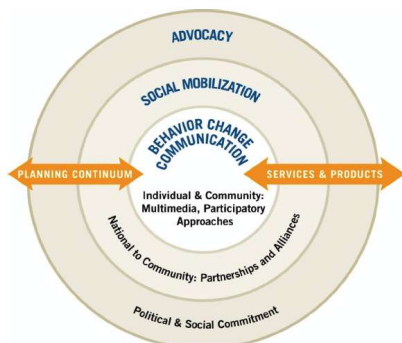 ADVOCACY
SOCIAL MOBILIZATION
BEHAVIOR CHANGE
COMMUNICATION
PLANNING CONTINUUM
SERVICES & PRODUCTS
Individual & Community:
Multimedia, Participatory
Approaches
National to Community: Partnerships and Alliances
Political & Social Commitment